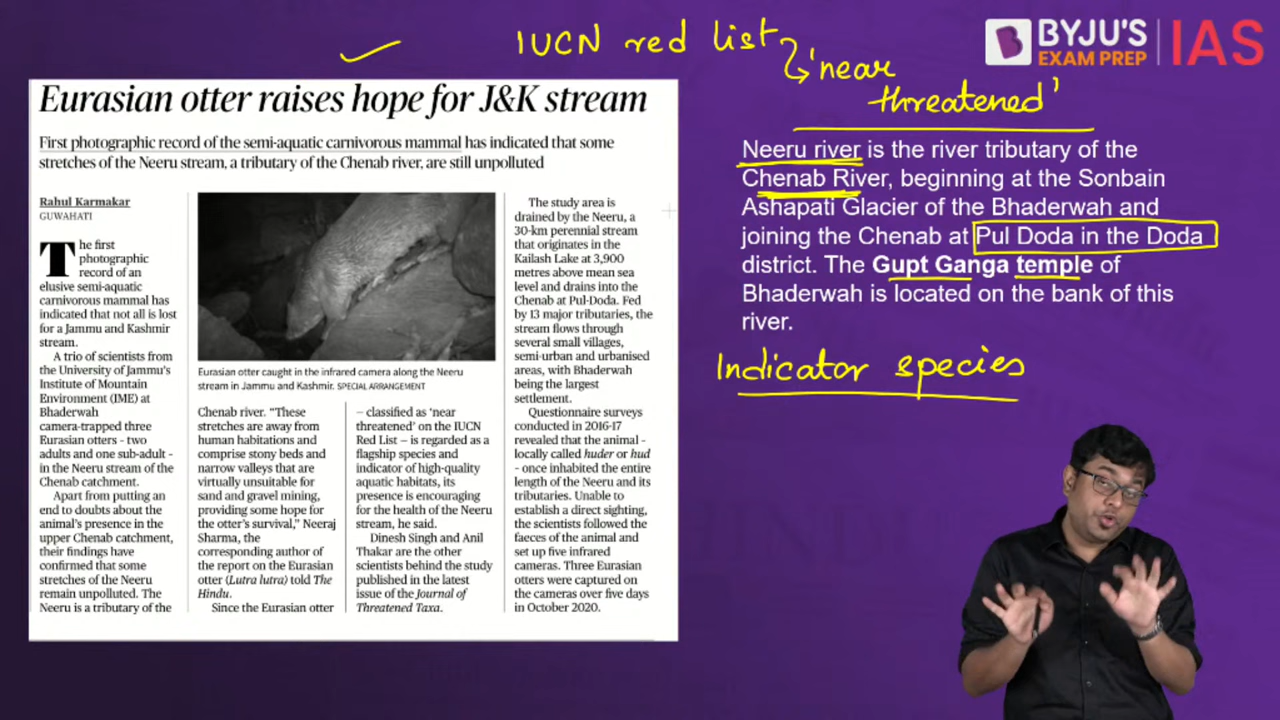 IUCN red list
'near
threatened'
BYJU'S
EXAM PREP
IAS
Eurasian otter raises hope for J&K stream
First photographic record of the semi-aquatic carnivorous mammal has indicated that some
stretches of the Neeru stream, a tributary of the Chenab river, are still unpolluted
Rahul Karmakar
GUWAHATI
The first
photographic
record of an
elusive semi-aquatic
carnivorous mammal has
indicated that not all is lost
for a Jammu and Kashmir
stream.
A trio of scientists from
the University of Jammu's
Institute of Mountain
Environment (IME) at
Bhaderwah
camera-trapped three
Eurasian otters - two
adults and one sub-adult -
in the Neeru stream of the
Chenab catchment.
Apart from putting an
end to doubts about the
animal's presence in the
upper Chenab catchment,
their findings have
confirmed that some
stretches of the Neeru
remain unpolluted. The
Neeru is a tributary of the
Eurasian otter caught in the infrared camera along the Neeru
stream in Jammu and Kashmir. SPECIAL ARRANGEMENT
Chenab river. "These
stretches are away from
human habitations and
comprise stony beds and
narrow valleys that are
virtually unsuitable for
sand and gravel mining,
providing some hope for
the otter's survival," Neeraj
Sharma, the
corresponding author of
the report on the Eurasian
otter (Lutra lutra) told The
Hindu.
Since the Eurasian otter
– classified as 'near
threatened' on the IUCN
Red List – is regarded as a
flagship species and
indicator of high-quality
aquatic habitats, its
presence is encouraging
for the health of the Neeru
stream, he said.
Dinesh Singh and Anil
Thakar are the other
scientists behind the study
published in the latest
issue of the Journal of
Threatened Taxa.
The study area is
drained by the Neeru, a
30-km perennial stream
that originates in the
Kailash Lake at 3,900
metres above mean sea
level and drains into the
Chenab at Pul-Doda. Fed
by 13 major tributaries, the
stream flows through
several small villages,
semi-urban and urbanised
areas, with Bhaderwah
being the largest
settlement.
Questionnaire surveys
conducted in 2016-17
revealed that the animal -
locally called huder or hud
- once inhabited the entire
length of the Neeru and its
tributaries. Unable to
establish a direct sighting,
the scientists followed the
faeces of the animal and
set up five infrared
cameras. Three Eurasian
otters were captured on
the cameras over five days
in October 2020.
Neeru river is the river tributary of the
Chenab River, beginning at the Sonbain
Ashapati Glacier of the Bhaderwah and
joining the Chenab at Pul Doda in the Doda
district. The Gupt Ganga temple of
Bhaderwah is located on the bank of this
river.
Indicator species